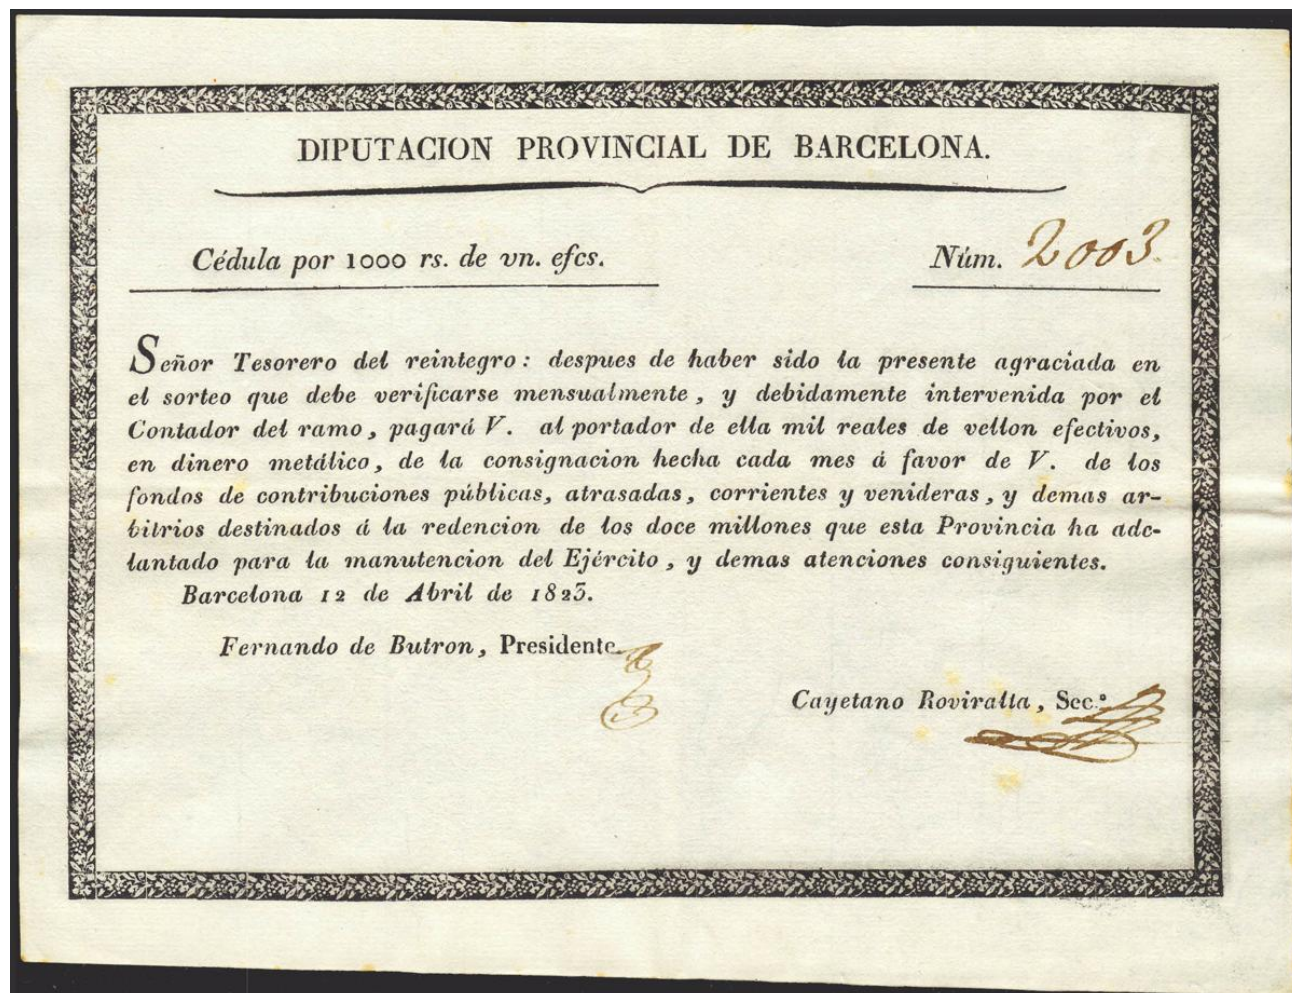 DIPUTACION PROVINCIAL DE BARCELONA.
Cédula por 1000 rs. de vn. efcs.
Núm. 2003
Señor Tesorero del reintegro: despues de haber sido la presente agraciada en
el sorteo que debe verificarse mensualmente, y debidamente intervenida por el
Contador del ramo, pagará V. al portador de ella mil reales de vellon efectivos,
en dinero metálico, de la consignacion hecha cada mes á favor de V. de los
fondos de contribuciones públicas, atrasadas, corrientes y venideras, y demas ar-
bitrios destinados á la redencion de los doce millones que esta Provincia ha ade-
lantado para la manutencion del Ejército, y demas atenciones consiguientes.
Barcelona 12 de Abril de 1823.
Fernando de Butron, Presidente.
Cayetano Roviralta, Sec.º